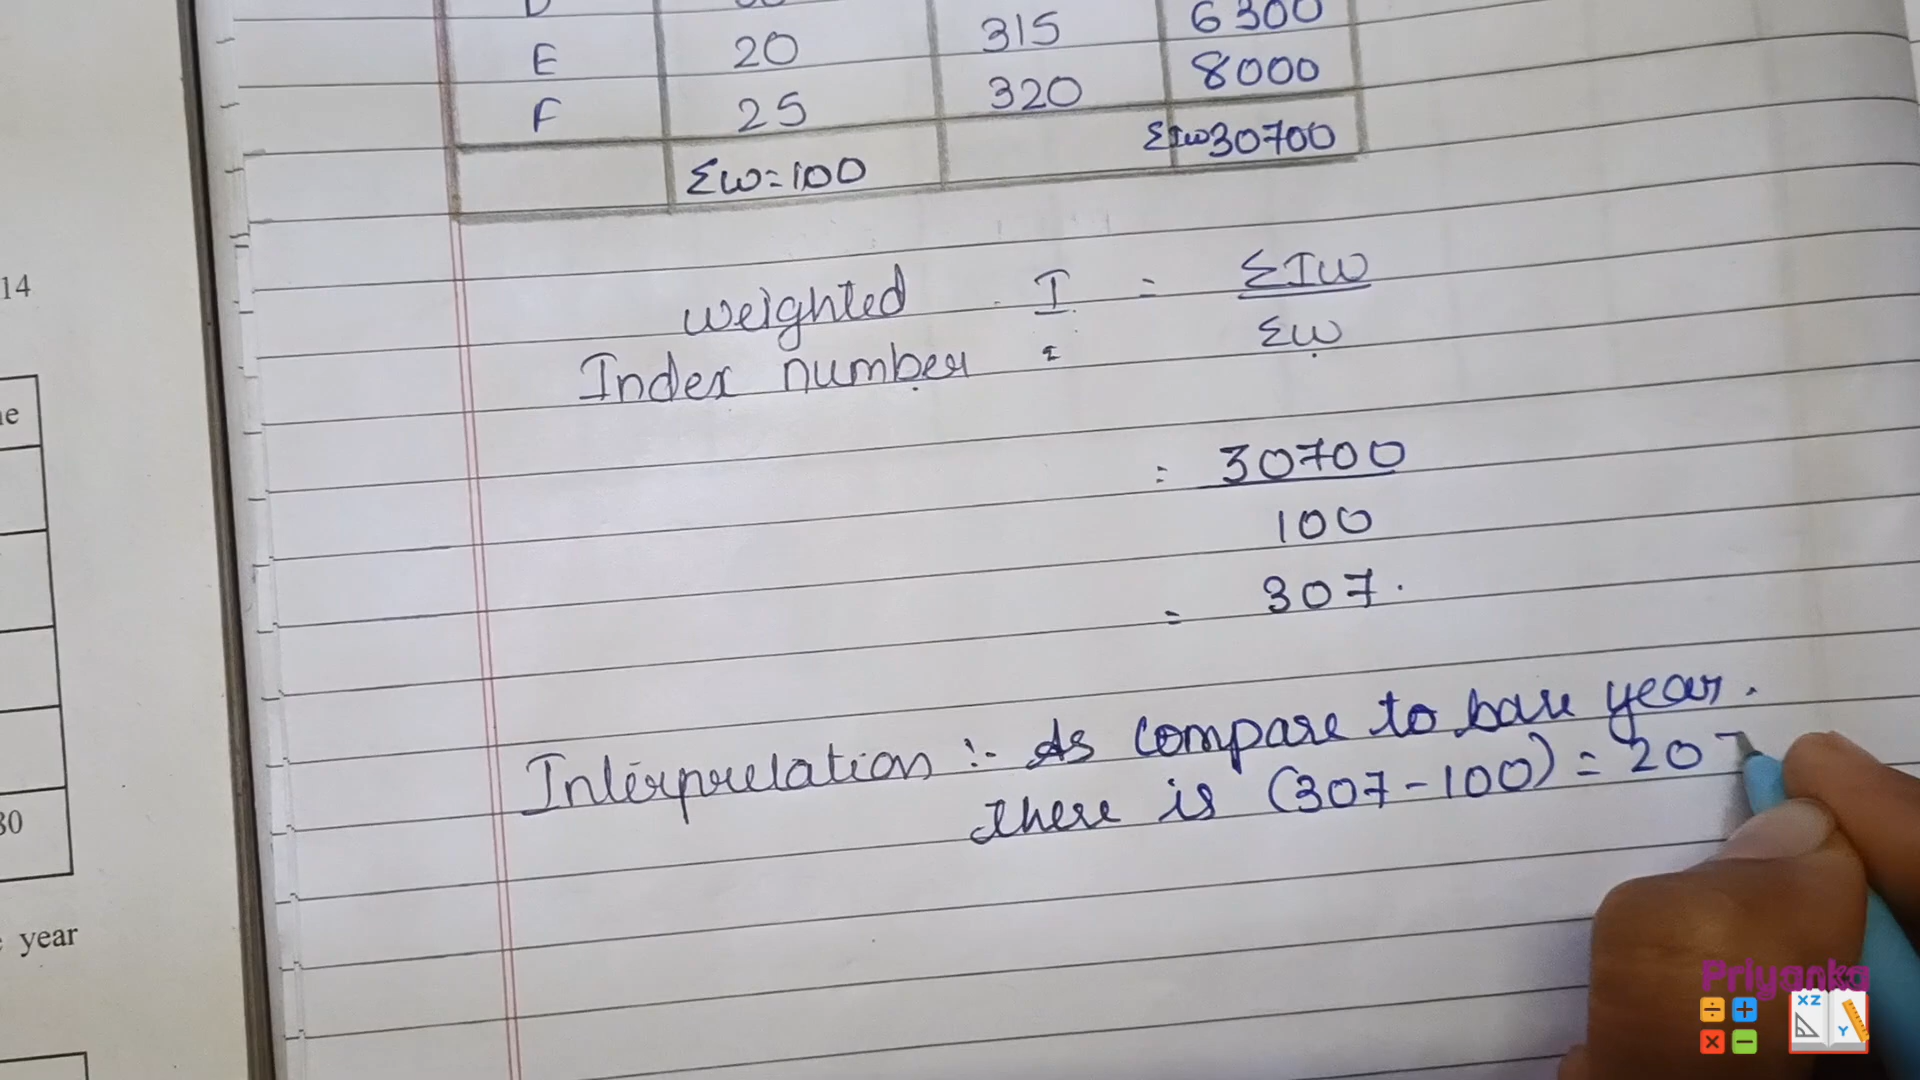 6300
E 20 315 8000
F 25 320
Σw=100 ΣIw 30700
14
weighted I = ΣIw
Index number = Σw
= 30700
100
= 307.
Interpretation :- As compare to base year.
there is (307-100) = 207
30
year
Priyanka
XZ
Y